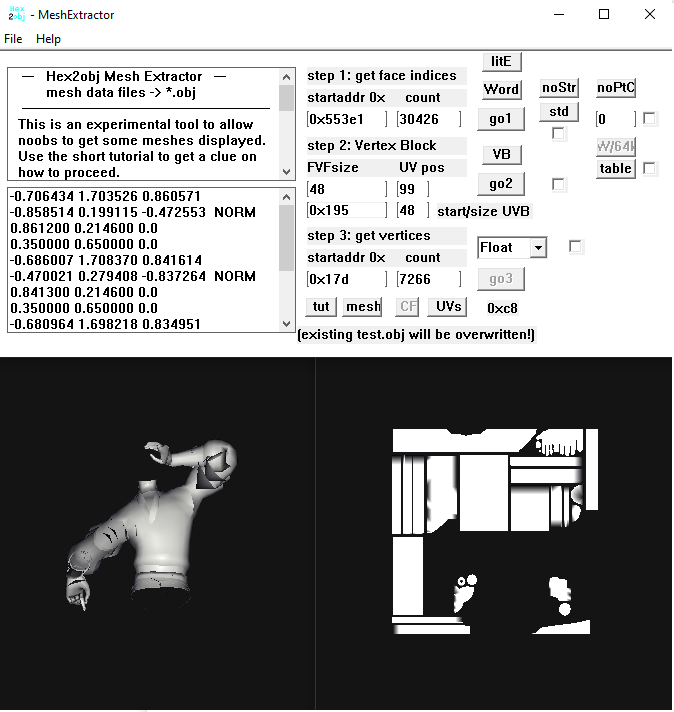 Hex
2obj - MeshExtractor
File Help
— Hex2obj Mesh Extractor —
mesh data files -> *.obj
This is an experimental tool to allow
noobs to get some meshes displayed.
Use the short tutorial to get a clue on
how to proceed.
-0.706434 1.703526 0.860571
-0.858514 0.199115 -0.472553 NORM
0.861200 0.214600 0.0
0.350000 0.650000 0.0
-0.686007 1.708370 0.841614
-0.470021 0.279408 -0.837264 NORM
0.841300 0.214600 0.0
0.350000 0.650000 0.0
-0.680964 1.698218 0.834951
step 1: get face indices
startaddr 0x count
0x553e1 30426
step 2: Vertex Block
FVFsize UV pos
48 99
0x195 48 start/size UVB
step 3: get vertices
startaddr 0x count
0x17d 7266
tut mesh CF UVs 0xc8
(existing test.obj will be overwritten!)
litE
Word noStr noPtC
go1 std 0
VB W/64k
go2 table
Float
go3